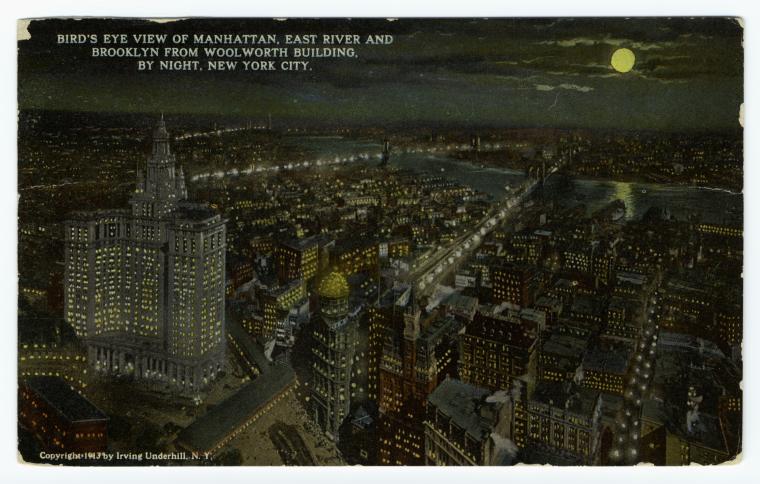 BIRD'S EYE VIEW OF MANHATTAN, EAST RIVER AND
BROOKLYN FROM WOOLWORTH BUILDING,
BY NIGHT, NEW YORK CITY.
Copyright 1913 by Irving Underhill, N. Y.